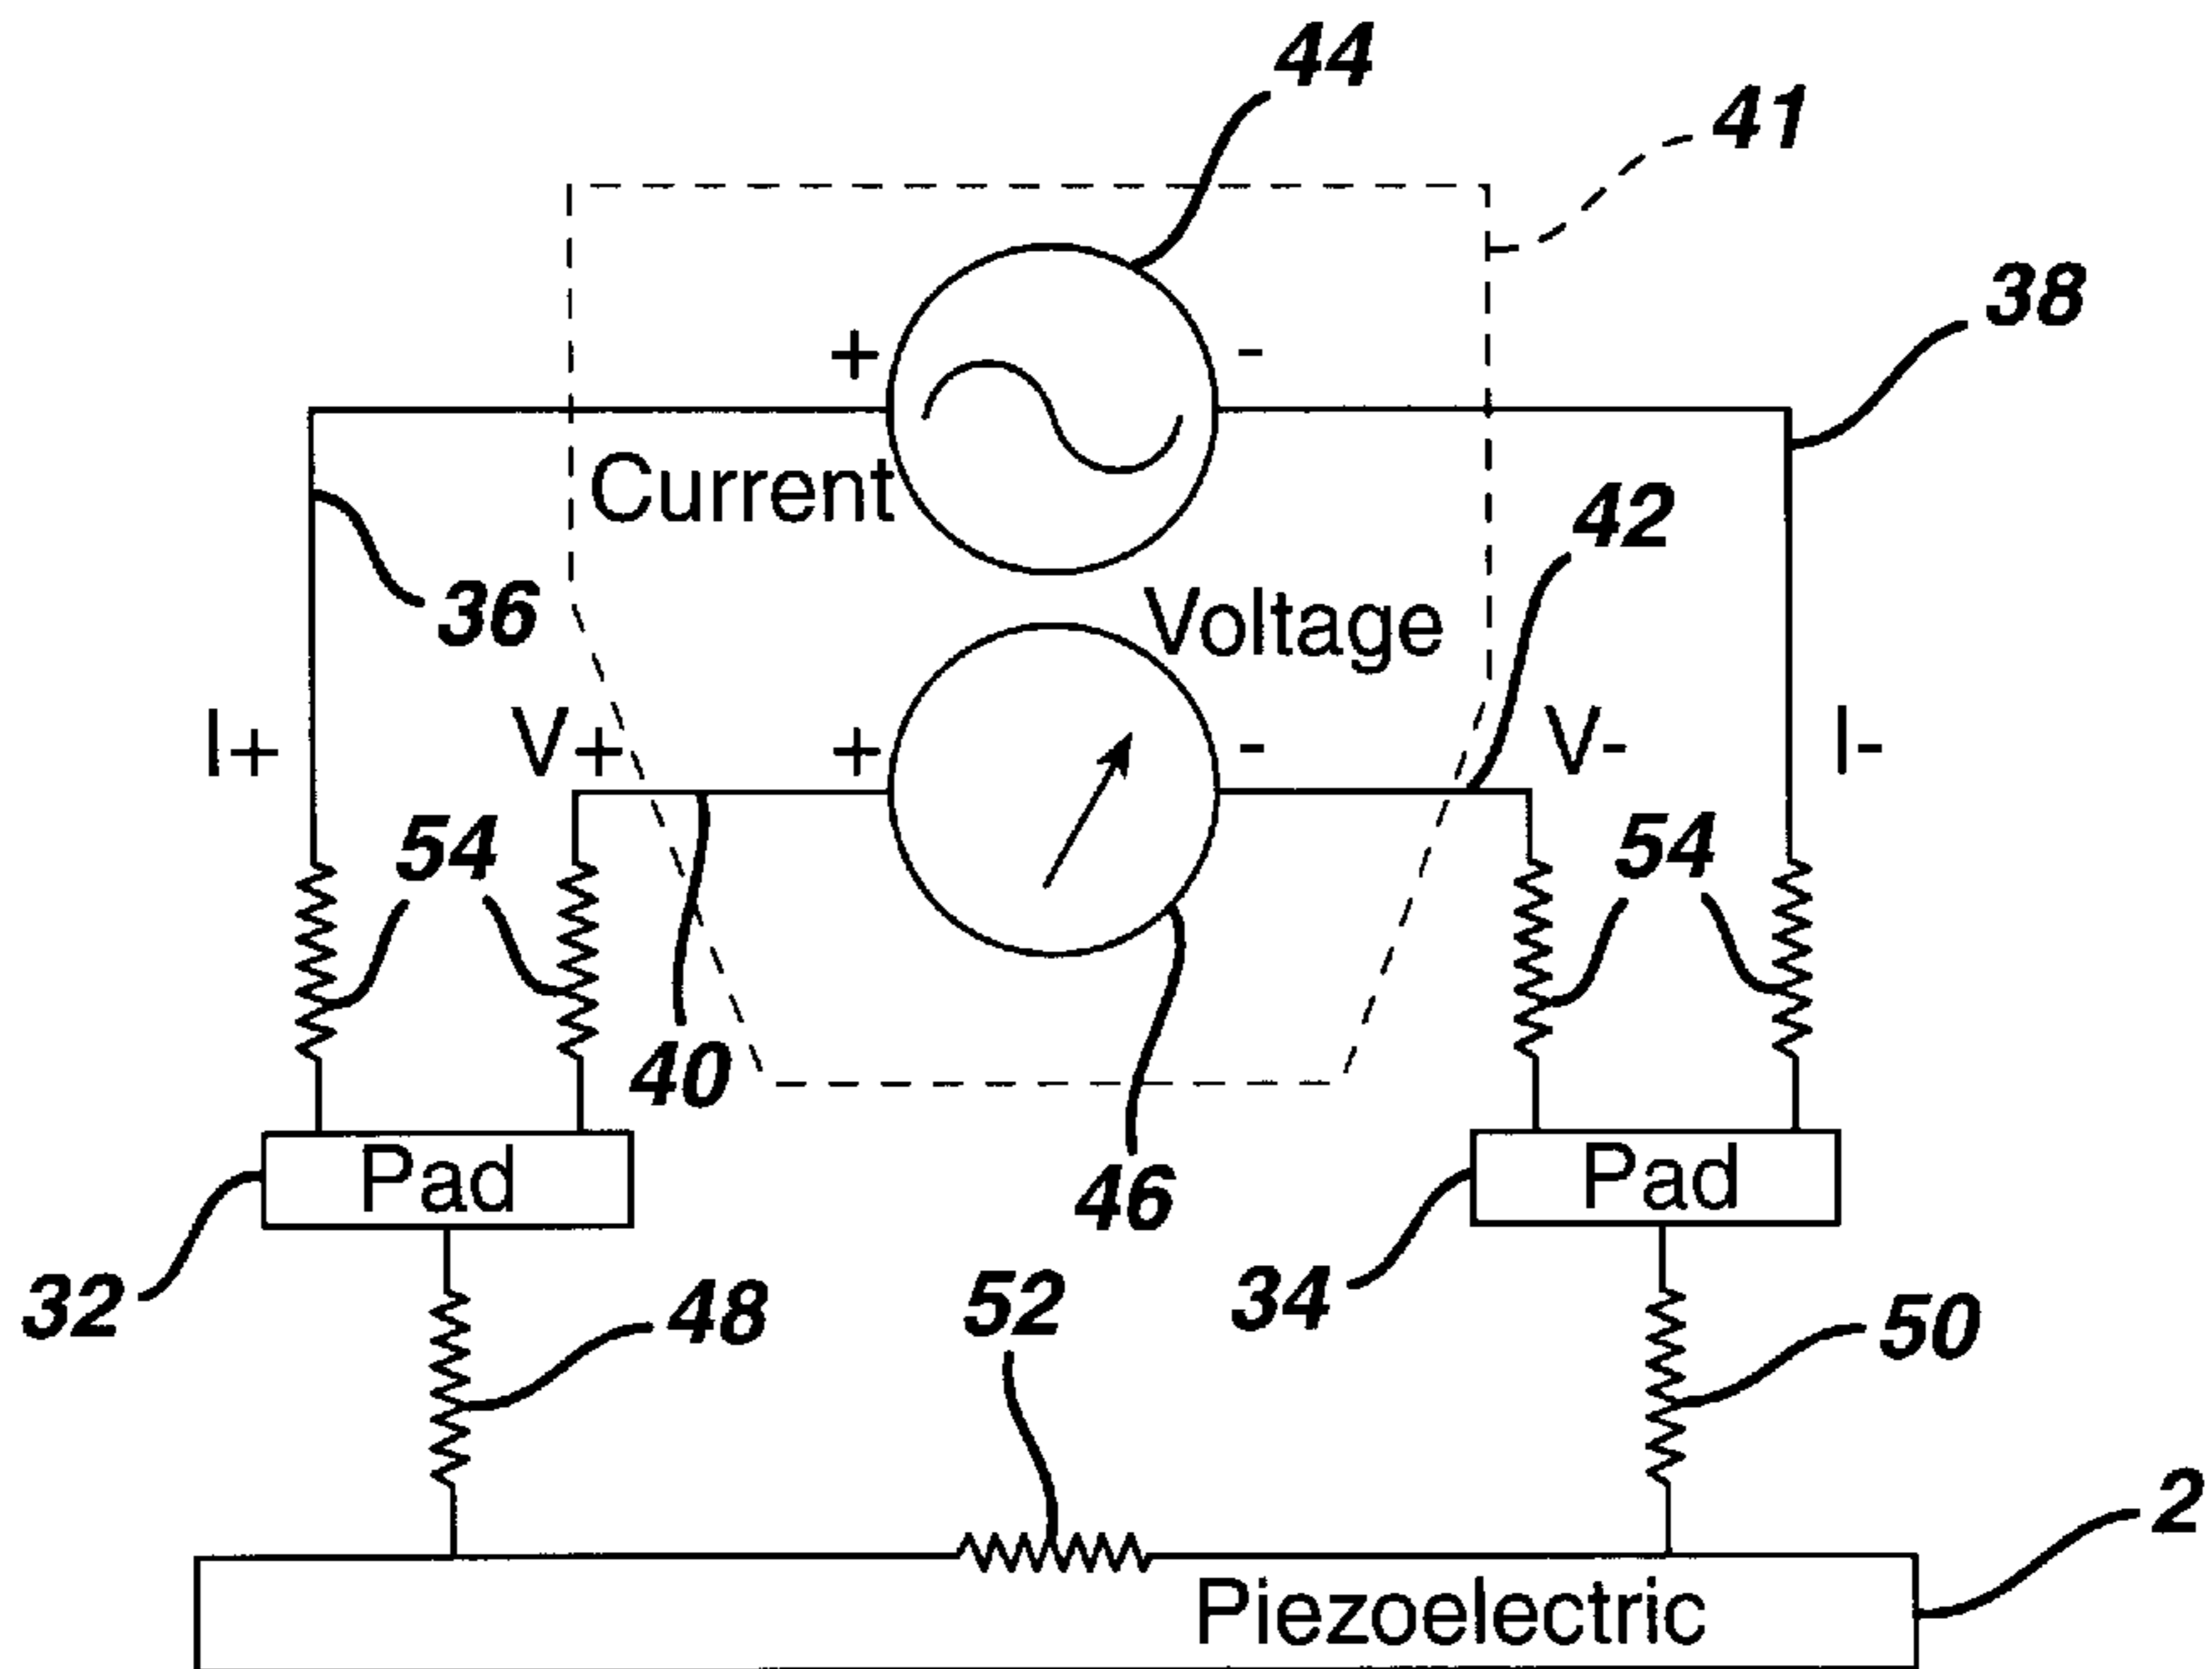 44
41
38
+ -
Current
42
36
Voltage
I+ V+ + - V- I-
54 54
40
46
Pad Pad
32 48 52 34 50
2
Piezoelectric